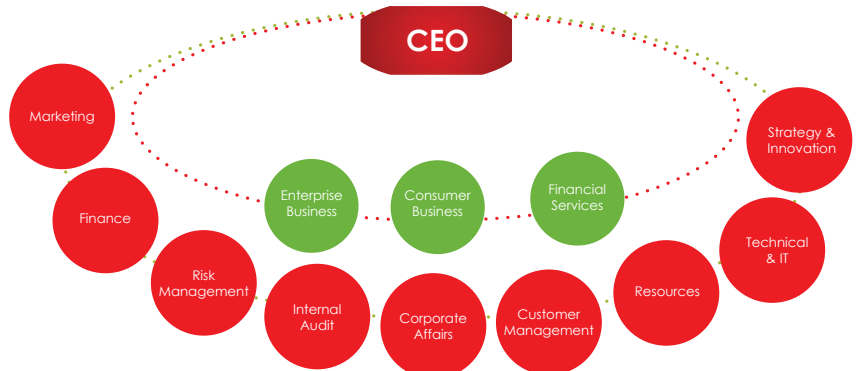 CEO
Marketing
Strategy &
Innovation
Enterprise
Business
Consumer
Business
Financial
Services
Finance
Technical
& IT
Risk
Management
Resources
Internal
Audit
Corporate
Affairs
Customer
Management